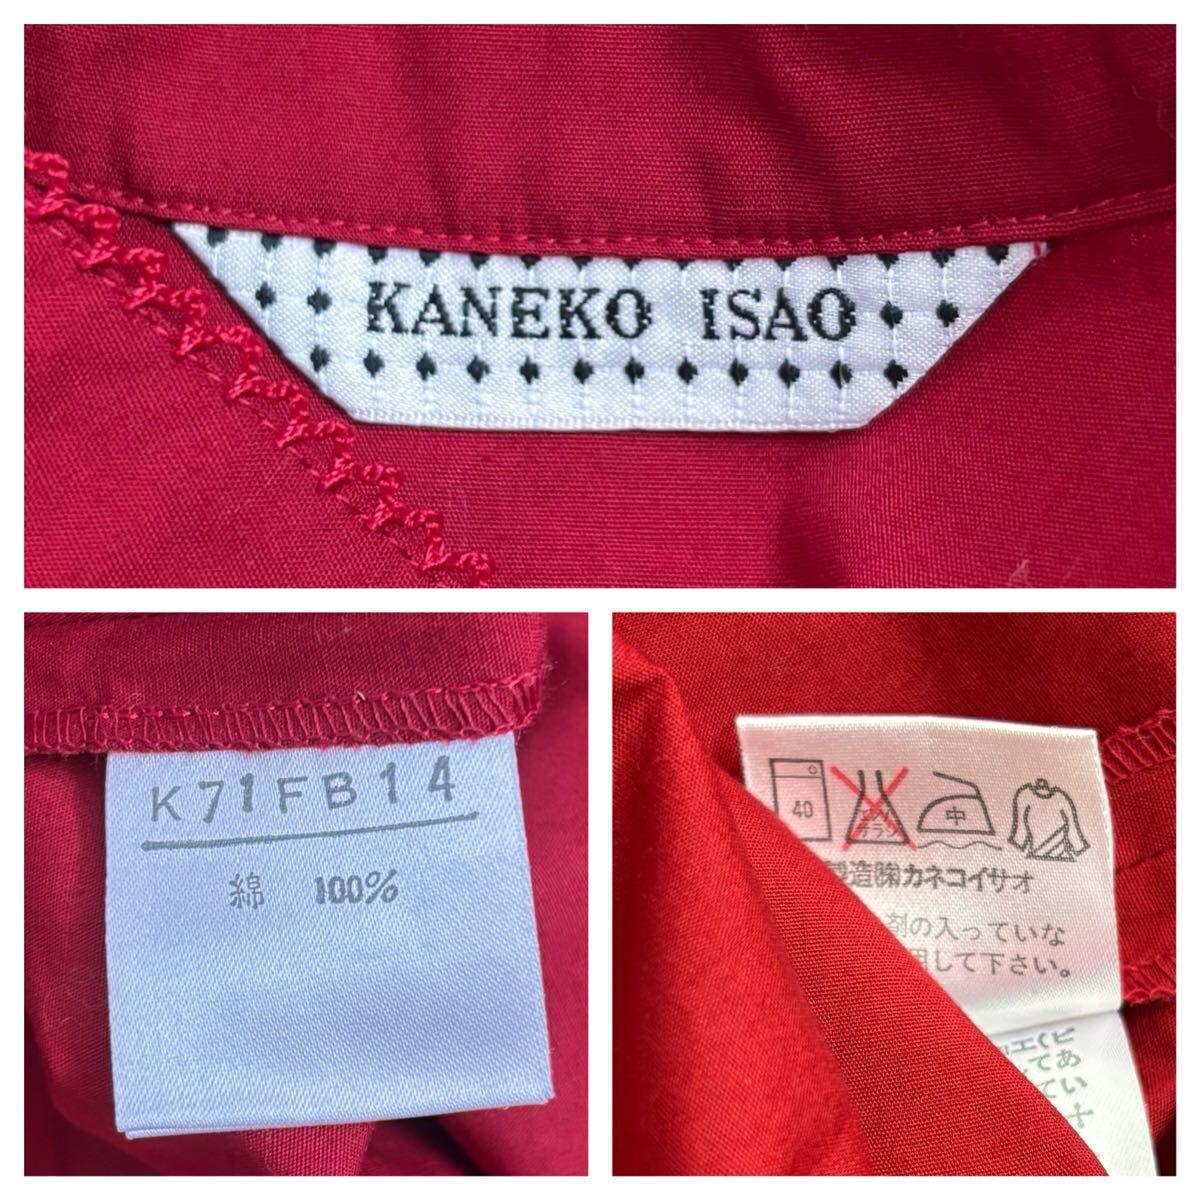 KANEKO ISAO
K71FB14
綿 100%
40 中
製造㈱カネコイサオ
剤の入っていな
用して下さい。